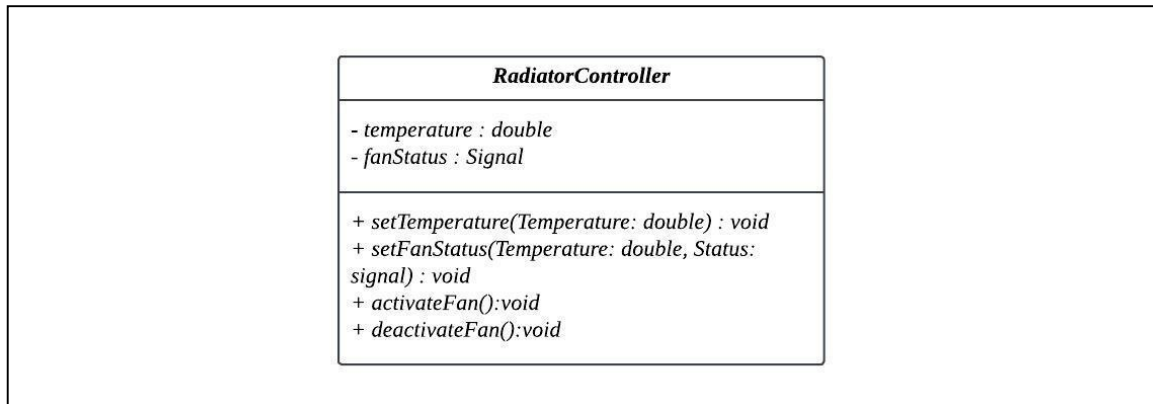 RadiatorController
- temperature : double
- fanStatus : Signal
+ setTemperature(Temperature: double) : void
+ setFanStatus(Temperature: double, Status:
signal) : void
+ activateFan():void
+ deactivateFan():void